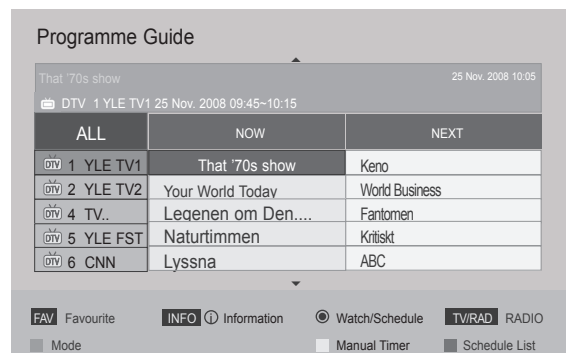 Programme Guide
That '70s show 25 Nov. 2008 10:05
DTV 1 YLE TV1 25 Nov. 2008 09:45~10:15
ALL NOW NEXT
DTV 1 YLE TV1 That '70s show Keno
DTV 2 YLE TV2 Your World Today World Business
DTV 4 TV.. Legenen om Den.... Fantomen
DTV 5 YLE FST Naturtimmen Kritiskt
DTV 6 CNN Lyssna ABC
FAV Favourite INFO i Information Watch/Schedule TV/RAD RADIO
Mode Manual Timer Schedule List